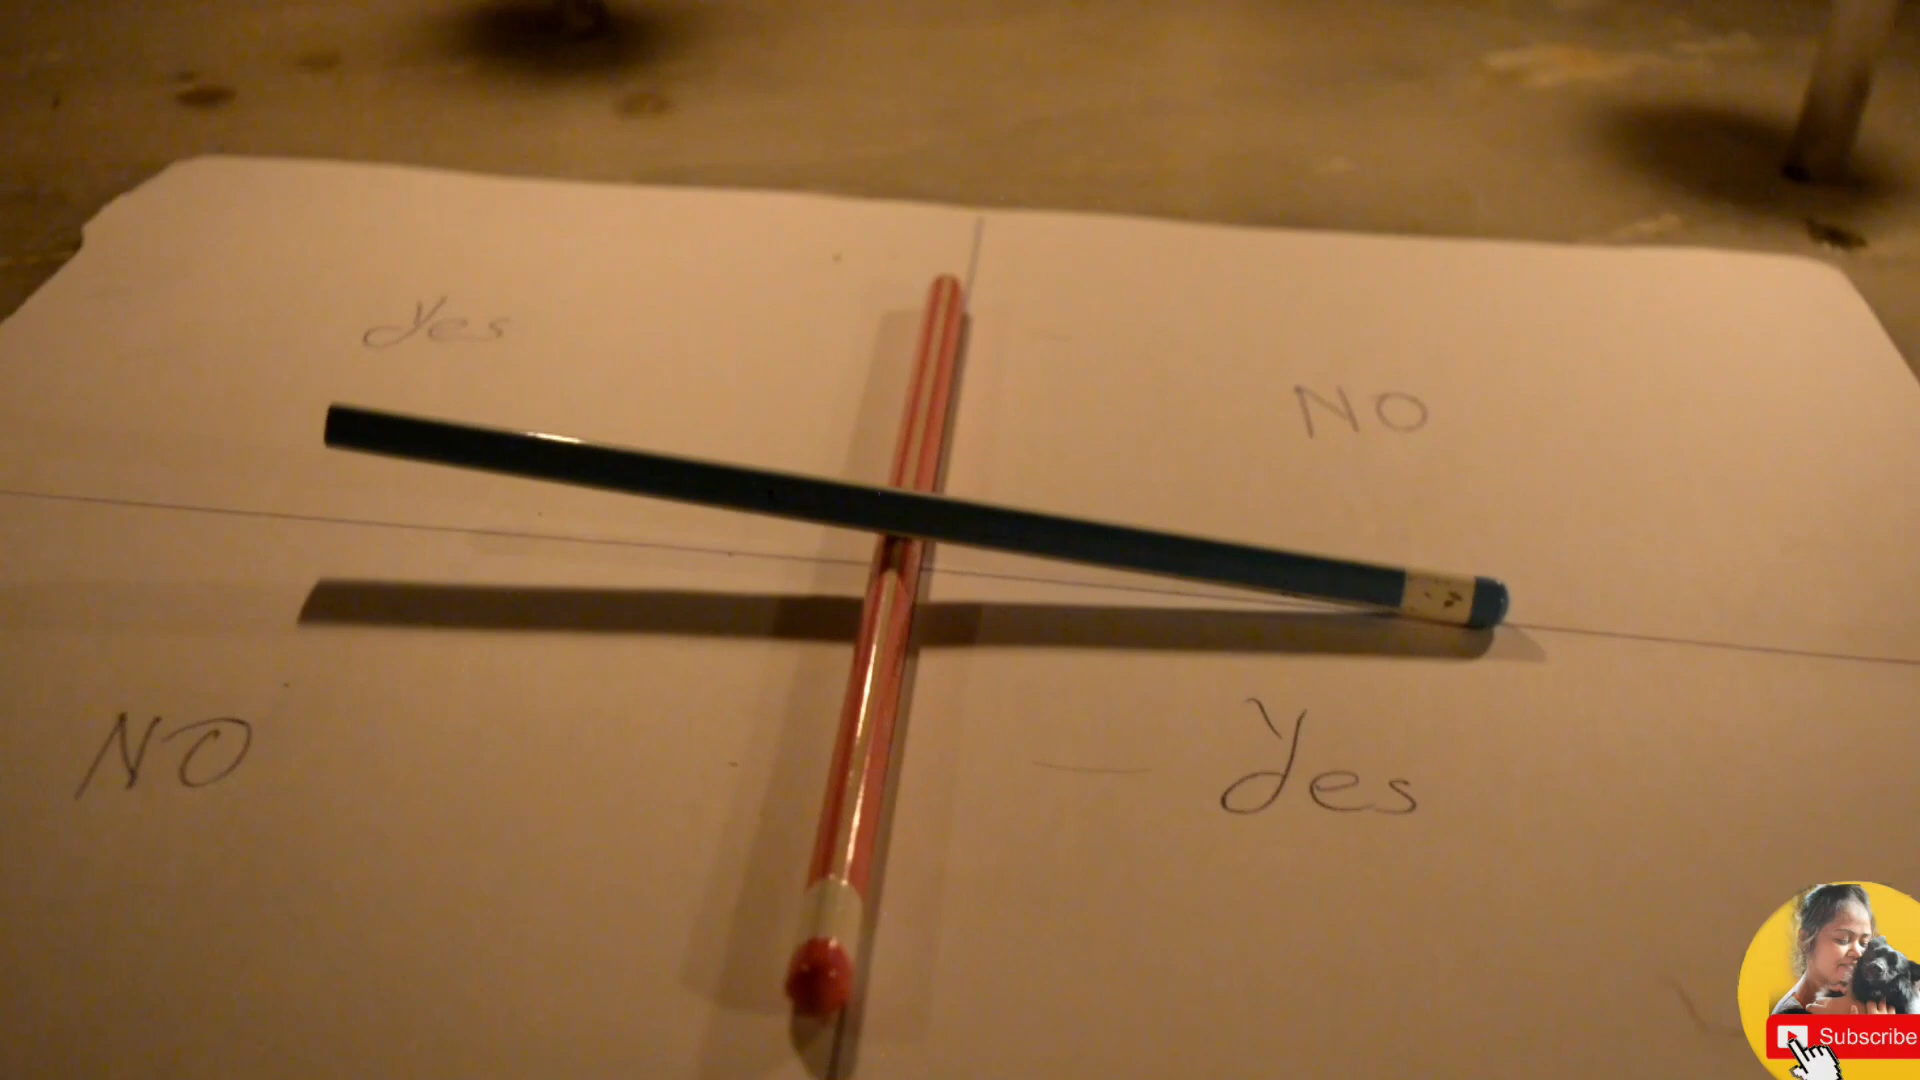 Yes
NO
NO
Yes
Subscribe